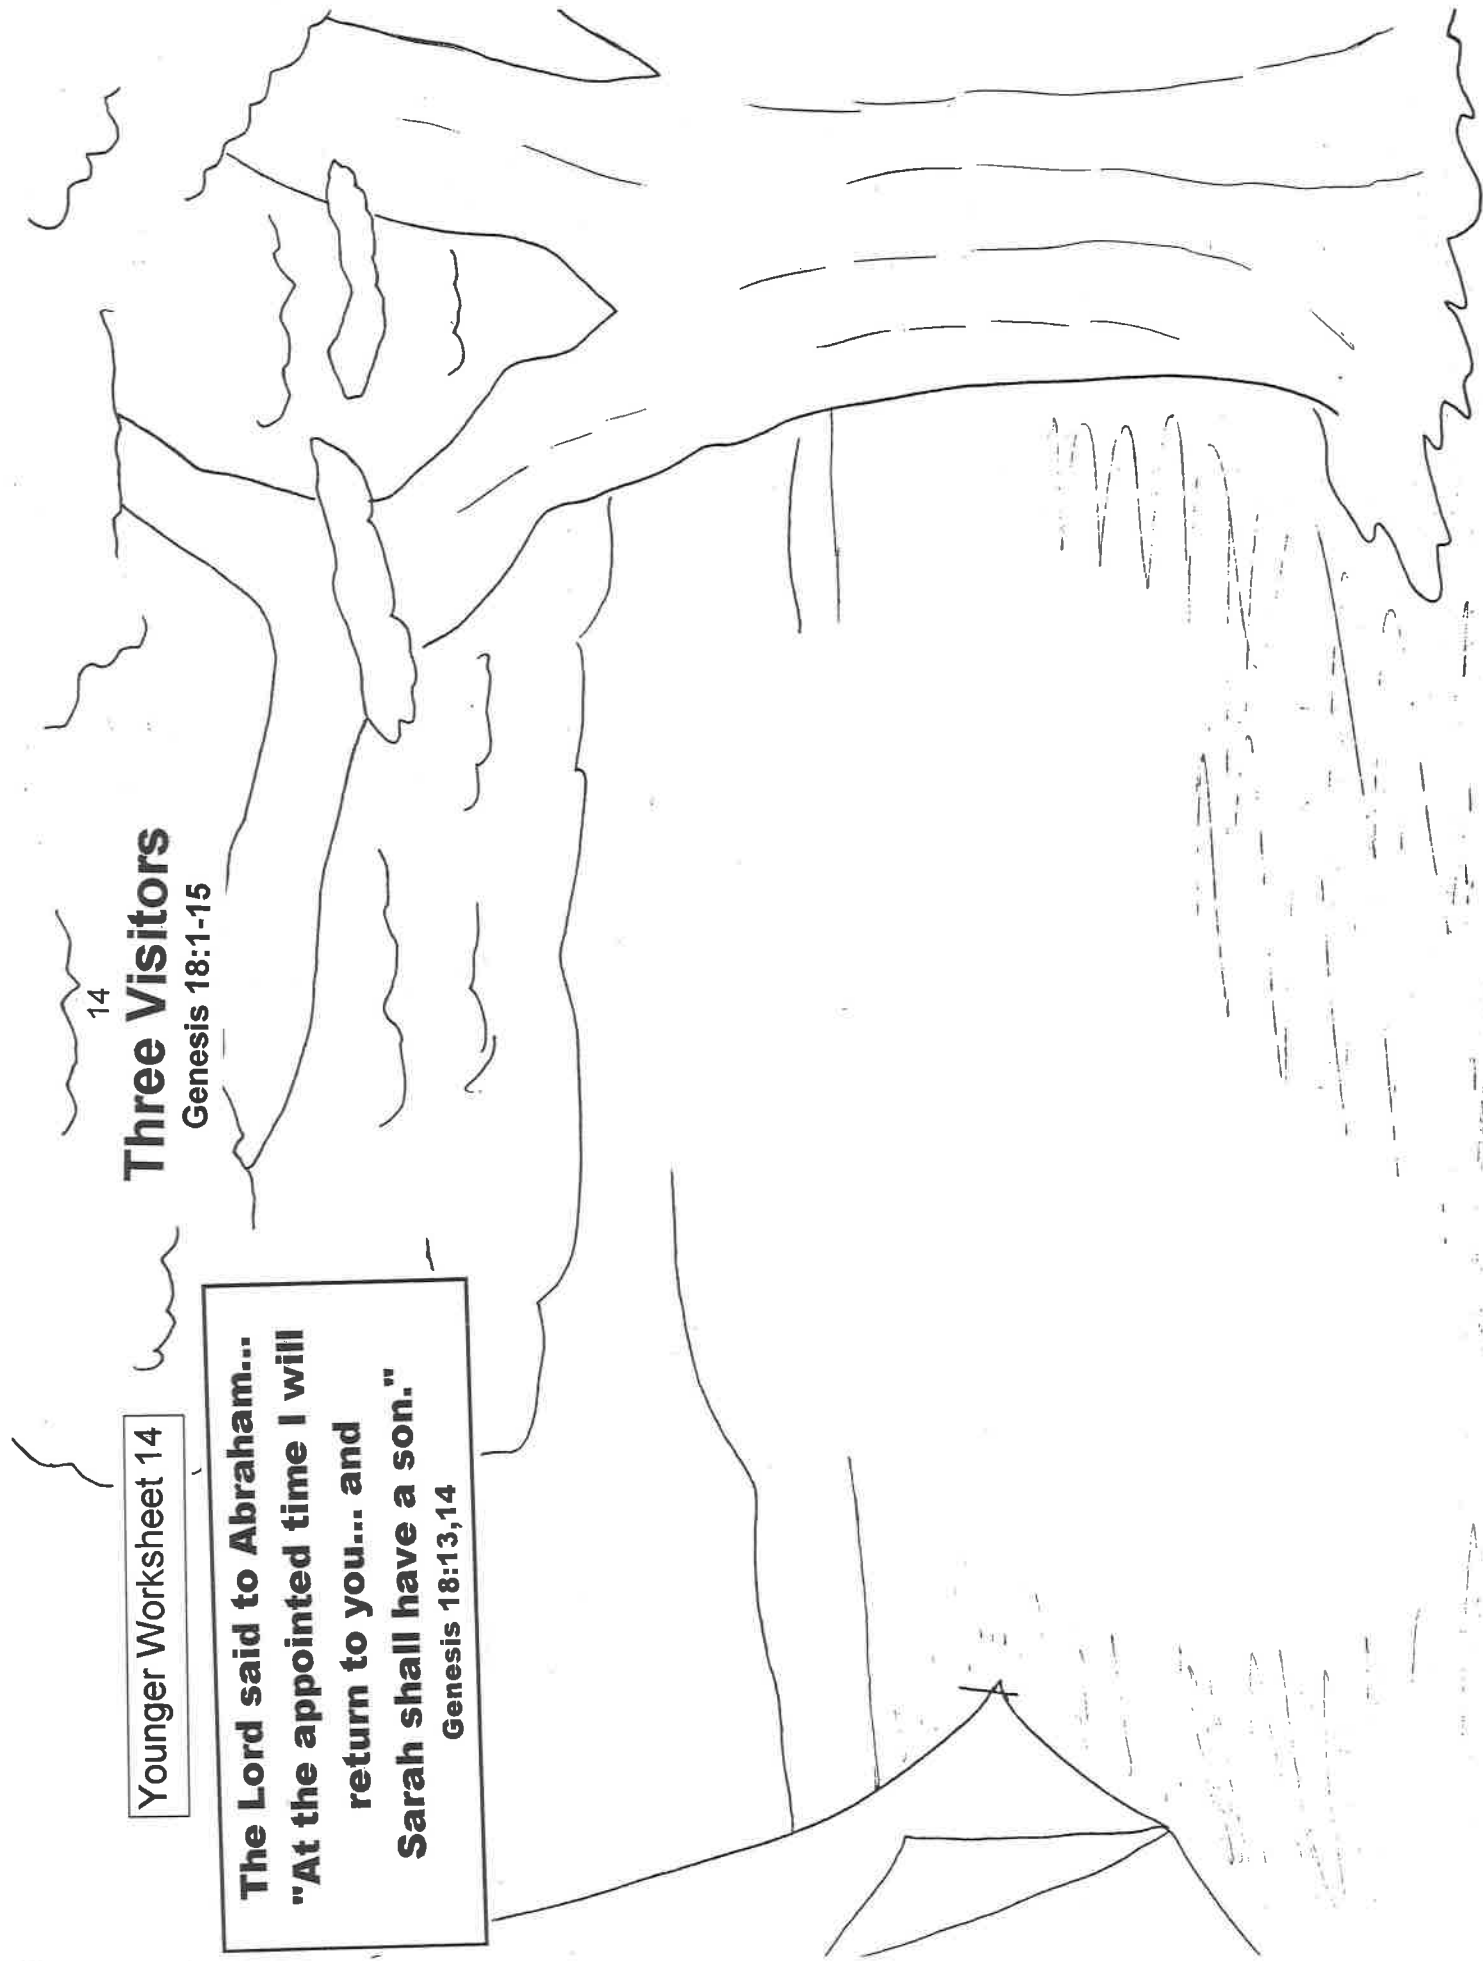 Younger Worksheet 14
14
Three Visitors
Genesis 18:1-15
The Lord said to Abraham...
"At the appointed time I will
return to you... and
Sarah shall have a son."
Genesis 18:13,14